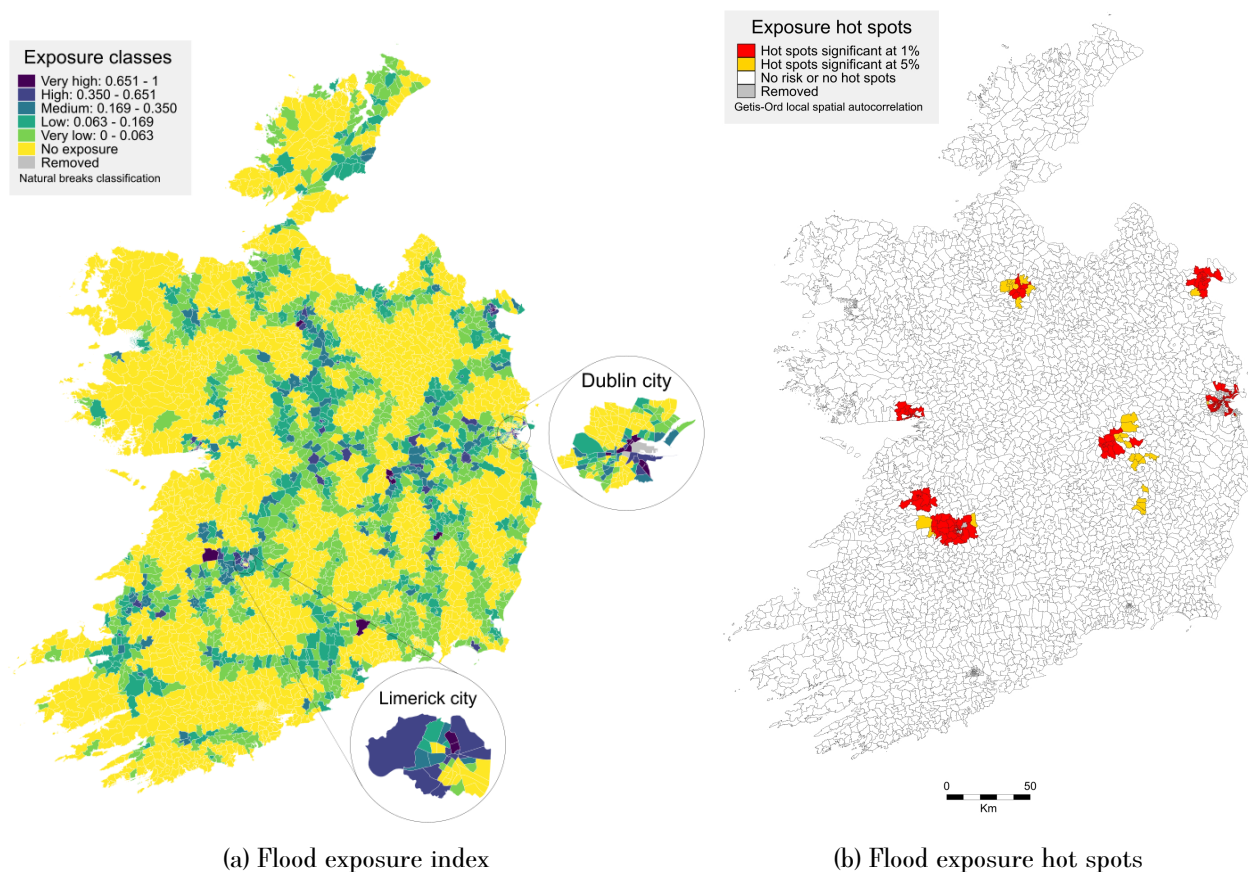 Exposure classes
Very high: 0.651 - 1
High: 0.350 - 0.651
Medium: 0.169 - 0.350
Low: 0.063 - 0.169
Very low: 0 - 0.063
No exposure
Removed
Natural breaks classification
Dublin city
Limerick city
(a) Flood exposure index
Exposure hot spots
Hot spots significant at 1%
Hot spots significant at 5%
No risk or no hot spots
Removed
Getis-Ord local spatial autocorrelation
0 50
Km
(b) Flood exposure hot spots